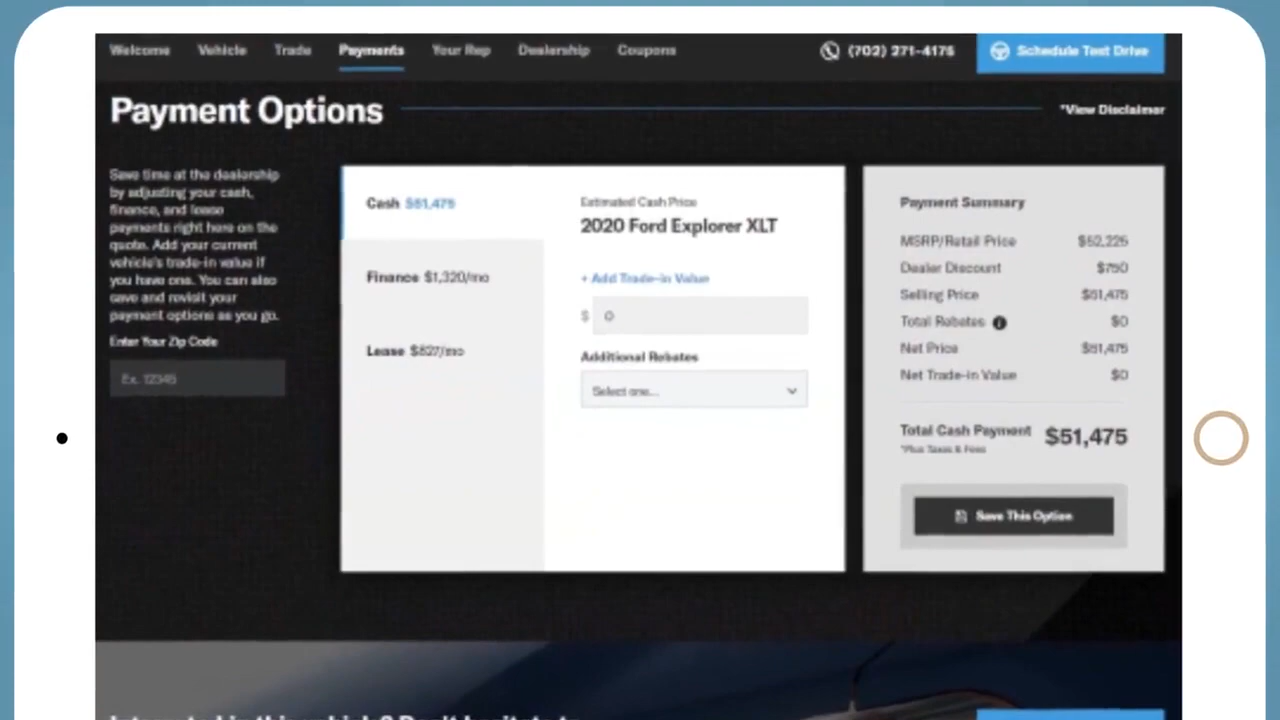 Welcome Vehicle Trade Payments Your Rep Dealership Coupons (702) 271-4176 Schedule Test Drive
Payment Options
*View Disclaimer
Save time at the dealership
by adjusting your cash,
finance, and lease
payments right here on the
quote. Add your current
vehicle's trade-in value if
you have one. You can also
save and revisit your
payment options as you go.
Enter Your Zip Code
Ex. 12345
Cash $51,475
Finance $1,320/mo
Lease $827/mo
Estimated Cash Price
2020 Ford Explorer XLT
+ Add Trade-in Value
$ 0
Additional Rebates
Select one...
Payment Summary
MSRP/Retail Price $52,225
Dealer Discount $750
Selling Price $51,475
Total Rebates $0
Net Price $51,475
Net Trade-in Value $0
Total Cash Payment $51,475
*Plus Taxes & Fees
Save This Option